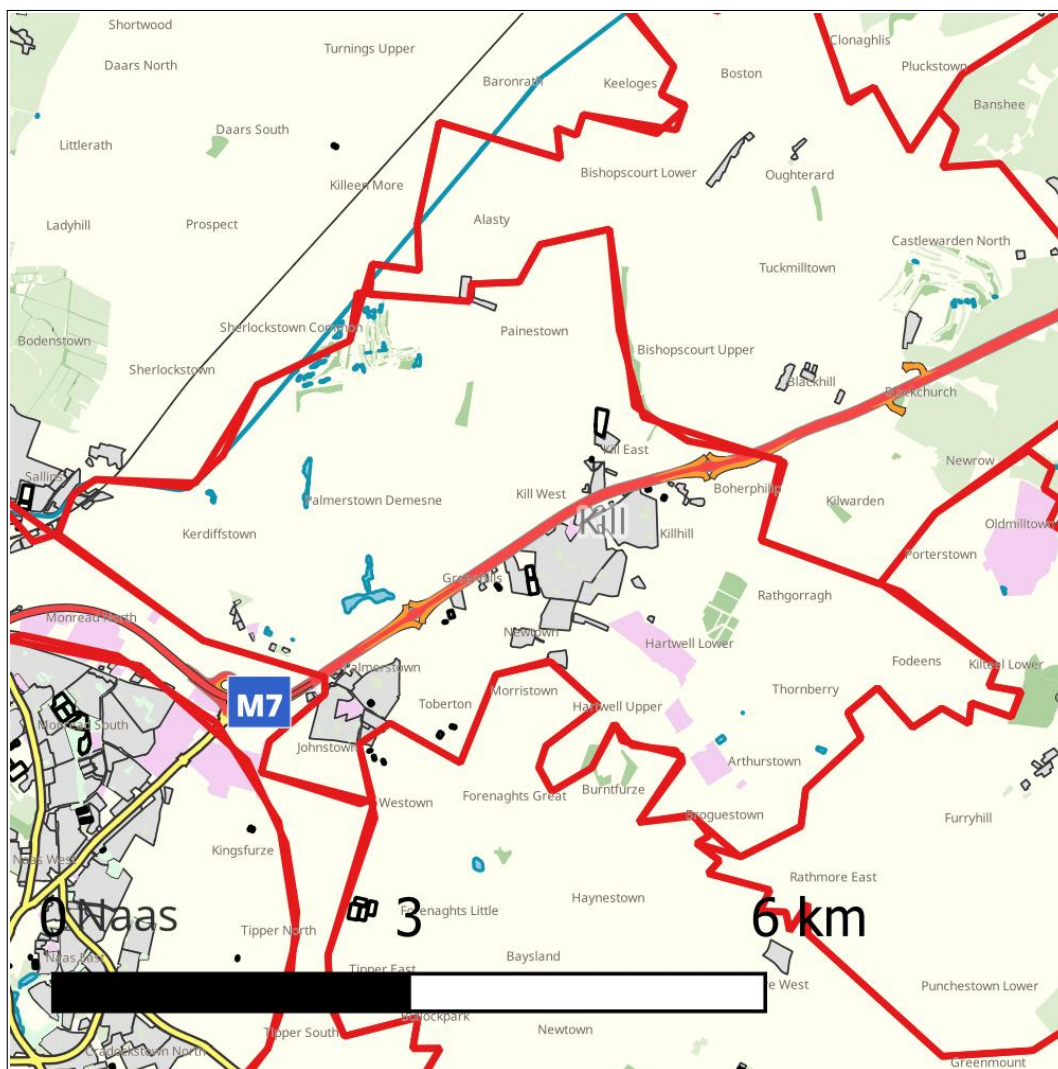 Shortwood
Turnings Upper
Clonaghlis
Daars North
Baronrath
Keeloges
Boston
Pluckstown
Banshee
Daars South
Littlerath
Killeen More
Bishopscourt Lower
Oughterard
Ladyhill
Prospect
Alasty
Castlewarden North
Tuckmilltown
Sherlockstown Common
Painestown
Bodenstown
Sherlockstown
Bishopscourt Upper
Blackhill
Blackchurch
Kill East
Newrow
Sallins
Kill West
Palmerstown Demesne
Boherphilip
Kilwarden
Kill
Oldmilltown
Kerdiffstown
Killhill
Porterstown
Greenhills
Rathgorragh
Monread North
Newtown
Hartwell Lower
Fodeens
Kilteel Lower
Palmerstown
Morristown
Thornberry
M7
Toberton
Hartwell Upper
Monread South
Johnstown
Arthurstown
Westown
Forenaghts Great
Burntfurze
Broguestown
Furryhill
Naas West
Kingsfurze
Rathmore East
Haynestown
0
Naas
3
Forenaghts Little
6 km
Tipper North
Naas East
Baysland
Tipper East
West
Punchestown Lower
Newtown
Tipper South
Cradockstown North
Greenmount